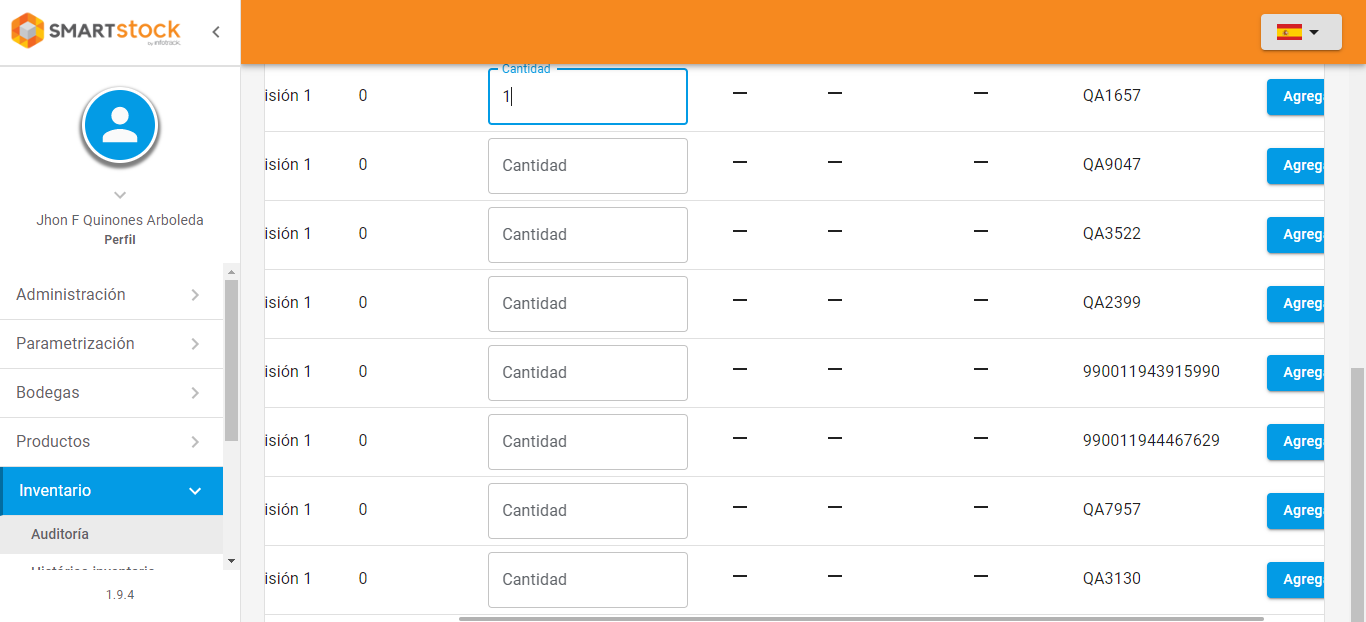 SMARTSTOCK
by infotrack.
Jhon F Quinones Arboleda
Perfil
Administración
Parametrización
Bodegas
Productos
Inventario
Auditoría
Histórico inventario
1.9.4
Cantidad
isión 1 0 1 — — — QA1657 Agreg
isión 1 0 Cantidad — — — QA9047 Agreg
isión 1 0 Cantidad — — — QA3522 Agreg
isión 1 0 Cantidad — — — QA2399 Agreg
isión 1 0 Cantidad — — — 990011943915990 Agreg
isión 1 0 Cantidad — — — 990011944467629 Agreg
isión 1 0 Cantidad — — — QA7957 Agreg
isión 1 0 Cantidad — — — QA3130 Agreg